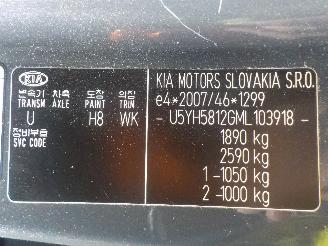 KIA
변속기 차축 도장 의장
TRANSM AXLE PAINT TRIM
U H8 WK
정비부호
SVC CODE
KIA MOTORS SLOVAKIA S.R.O.
e4*2007/46*1299
- U5YH5812GML103918 -
1890 kg
2590 kg
1 -1050 kg
2 -1000 kg